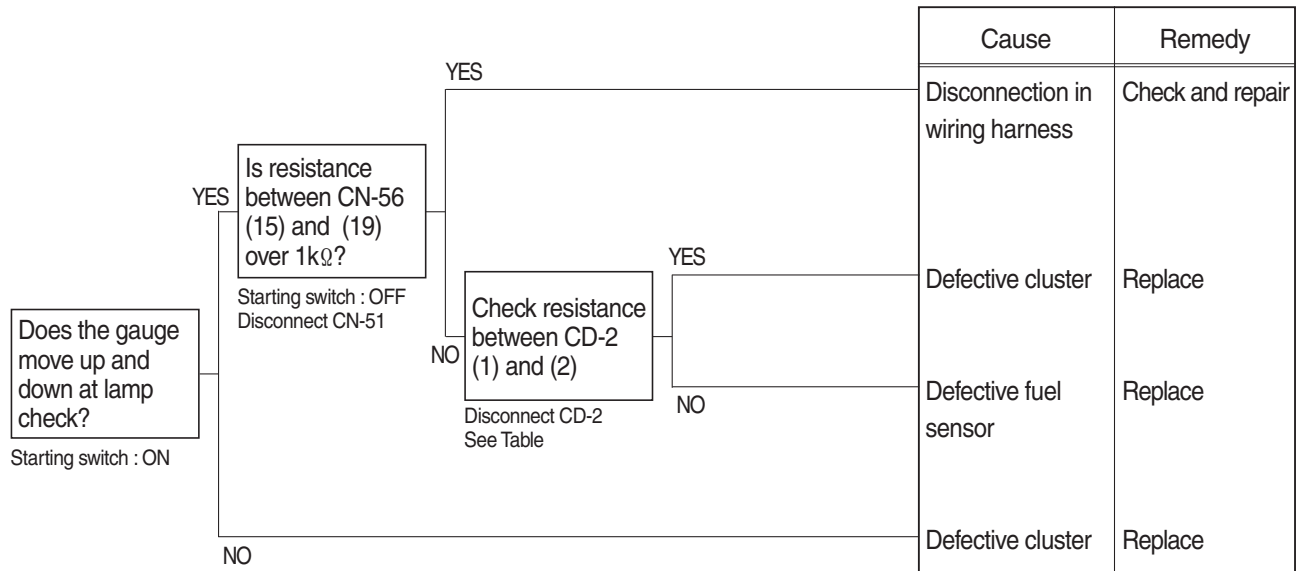 Cause
Remedy
YES
Disconnection in
wiring harness
Check and repair
YES
Is resistance
between CN-56
(15) and (19)
over 1kΩ?
Starting switch : OFF
Disconnect CN-51
YES
Defective cluster
Replace
NO
Check resistance
between CD-2
(1) and (2)
Disconnect CD-2
See Table
Does the gauge
move up and
down at lamp
check?
Starting switch : ON
NO
Defective fuel
sensor
Replace
NO
Defective cluster
Replace